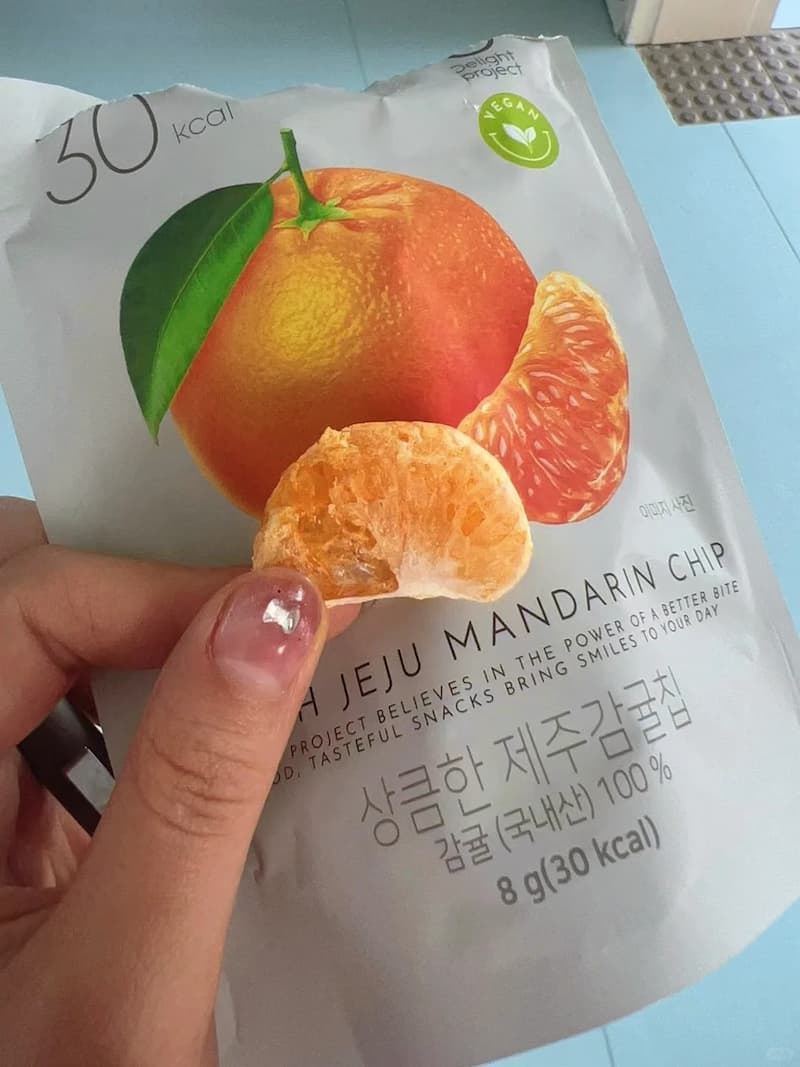 30 kcal
Delight
project
VEGAN
이미지 사진
JEJU MANDARIN CHIP
PROJECT BELIEVES IN THE POWER OF A BETTER BITE
TASTEFUL SNACKS BRING SMILES TO YOUR DAY
상큼한 제주감귤칩
감귤 (국내산) 100 %
8 g(30 kcal)